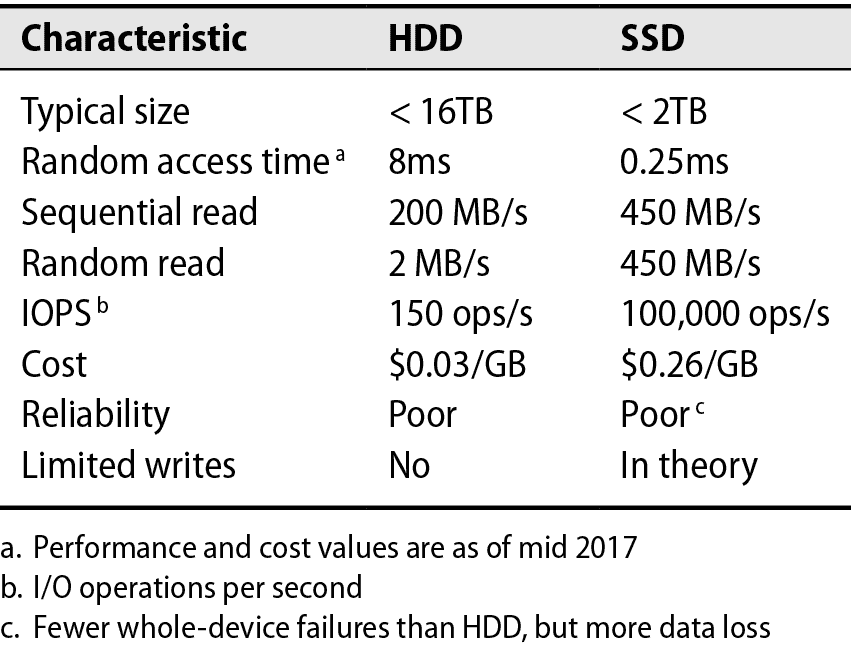 Characteristic HDD SSD
Typical size < 16TB < 2TB
Random access time a 8ms 0.25ms
Sequential read 200 MB/s 450 MB/s
Random read 2 MB/s 450 MB/s
IOPS b 150 ops/s 100,000 ops/s
Cost $0.03/GB $0.26/GB
Reliability Poor Poor c
Limited writes No In theory
a. Performance and cost values are as of mid 2017
b. I/O operations per second
c. Fewer whole-device failures than HDD, but more data loss